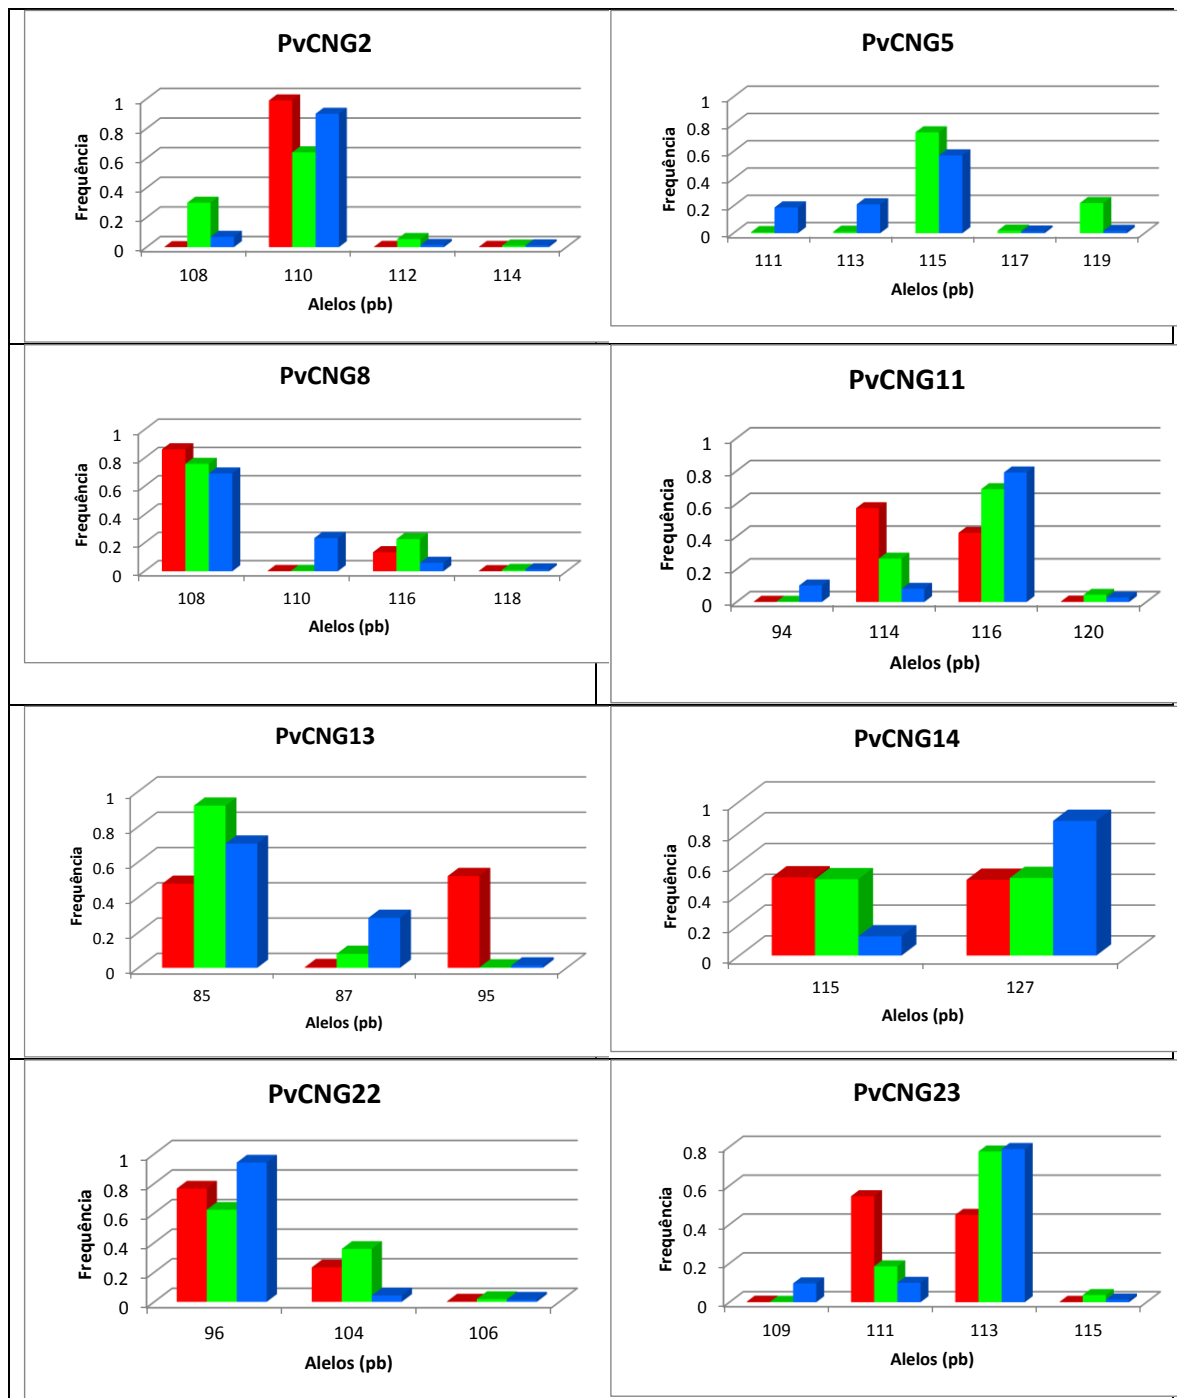 PvCNG2
Frequência
1
0.8
0.6
0.4
0.2
0
108 110 112 114
Alelos (pb)
PvCNG5
Frequência
1
0.8
0.6
0.4
0.2
0
111 113 115 117 119
Alelos (pb)
PvCNG8
Frequência
1
0.8
0.6
0.4
0.2
0
108 110 116 118
Alelos (pb)
PvCNG11
Frequência
1
0.8
0.6
0.4
0.2
0
94 114 116 120
Alelos (pb)
PvCNG13
Frequência
1
0.8
0.6
0.4
0.2
0
85 87 95
Alelos (pb)
PvCNG14
Frequência
1
0.8
0.6
0.4
0.2
0
115 127
Alelos (pb)
PvCNG22
Frequência
1
0.8
0.6
0.4
0.2
0
96 104 106
Alelos (pb)
PvCNG23
Frequência
0.8
0.6
0.4
0.2
0
109 111 113 115
Alelos (pb)